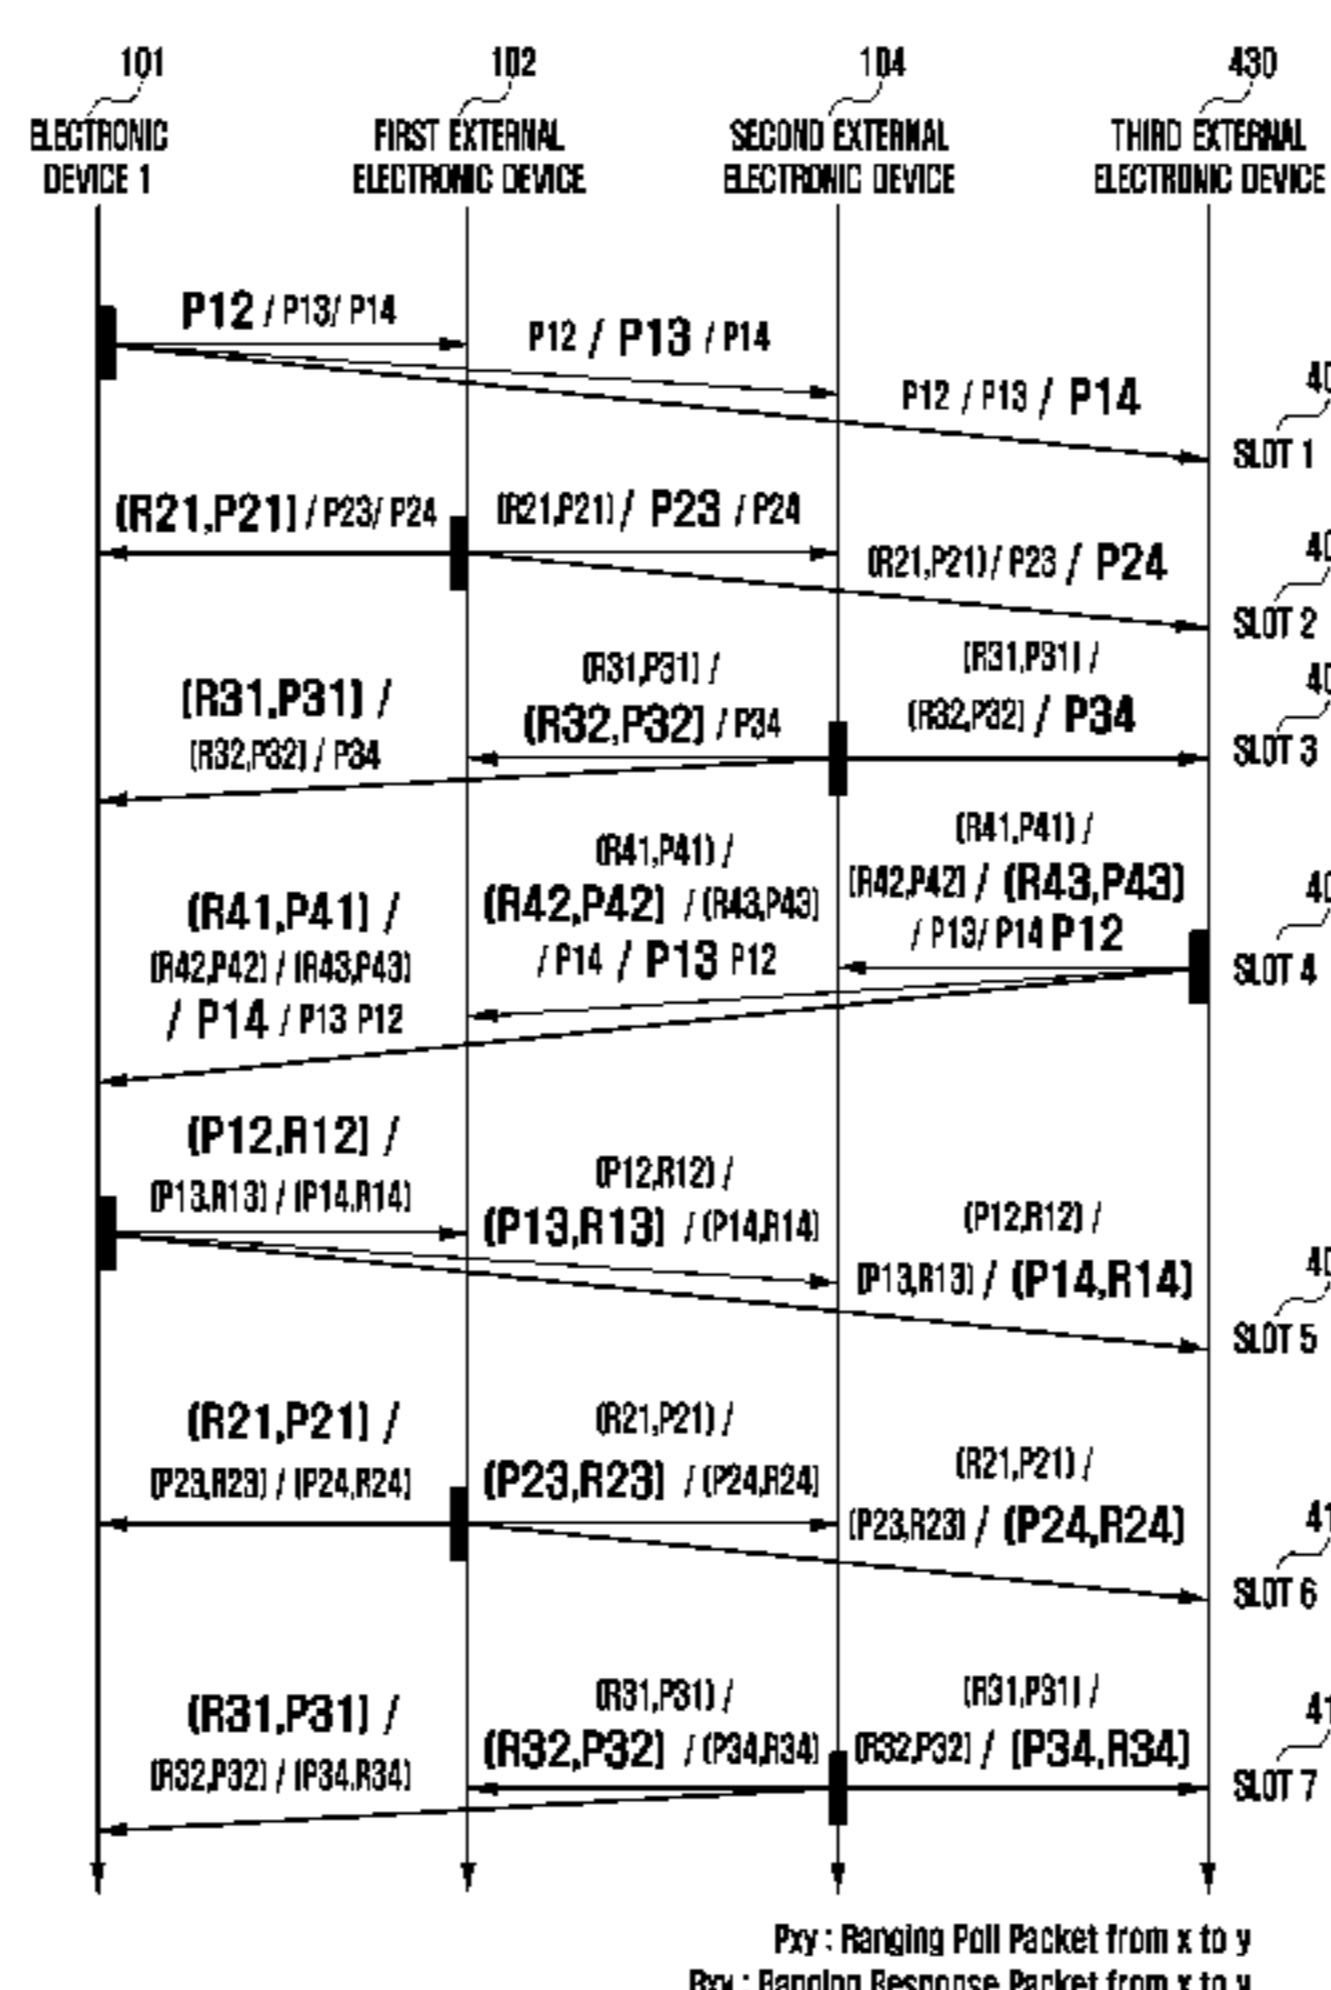 101 102 104 430
ELECTRONIC DEVICE 1
FIRST EXTERNAL ELECTRONIC DEVICE
SECOND EXTERNAL ELECTRONIC DEVICE
THIRD EXTERNAL ELECTRONIC DEVICE
P12 / P13/ P14
P12 / P13 / P14
P12 / P13 / P14
SLOT 1
(R21,P21) / P23/ P24
(R21,P21) / P23 / P24
(R21,P21) / P23 / P24
SLOT 2
(R31,P31) /
(R32,P32) / P34
(R31,P31) /
(R32,P32) / P34
(R31,P31) /
(R32,P32) / P34
SLOT 3
(R41,P41) /
(R42,P42) / (R43,P43)
/ P14 / P13 P12
(R41,P41) /
(R42,P42) / (R43,P43)
/ P14 / P13 P12
(R41,P41) /
(R42,P42) / (R43,P43)
/ P13/ P14 P12
SLOT 4
(P12,R12) /
(P13,R13) / (P14,R14)
(P12,R12) /
(P13,R13) / (P14,R14)
(P12,R12) /
(P13,R13) / (P14,R14)
SLOT 5
(R21,P21) /
(P23,R23) / (P24,R24)
(R21,P21) /
(P23,R23) / (P24,R24)
(R21,P21) /
(P23,R23) / (P24,R24)
SLOT 6
(R31,P31) /
(R32,P32) / (P34,R34)
(R31,P31) /
(R32,P32) / (P34,R34)
(R31,P31) /
(R32,P32) / (P34,R34)
SLOT 7
Pxy : Ranging Poll Packet from x to y
Rxy : Ranging Response Packet from x to y